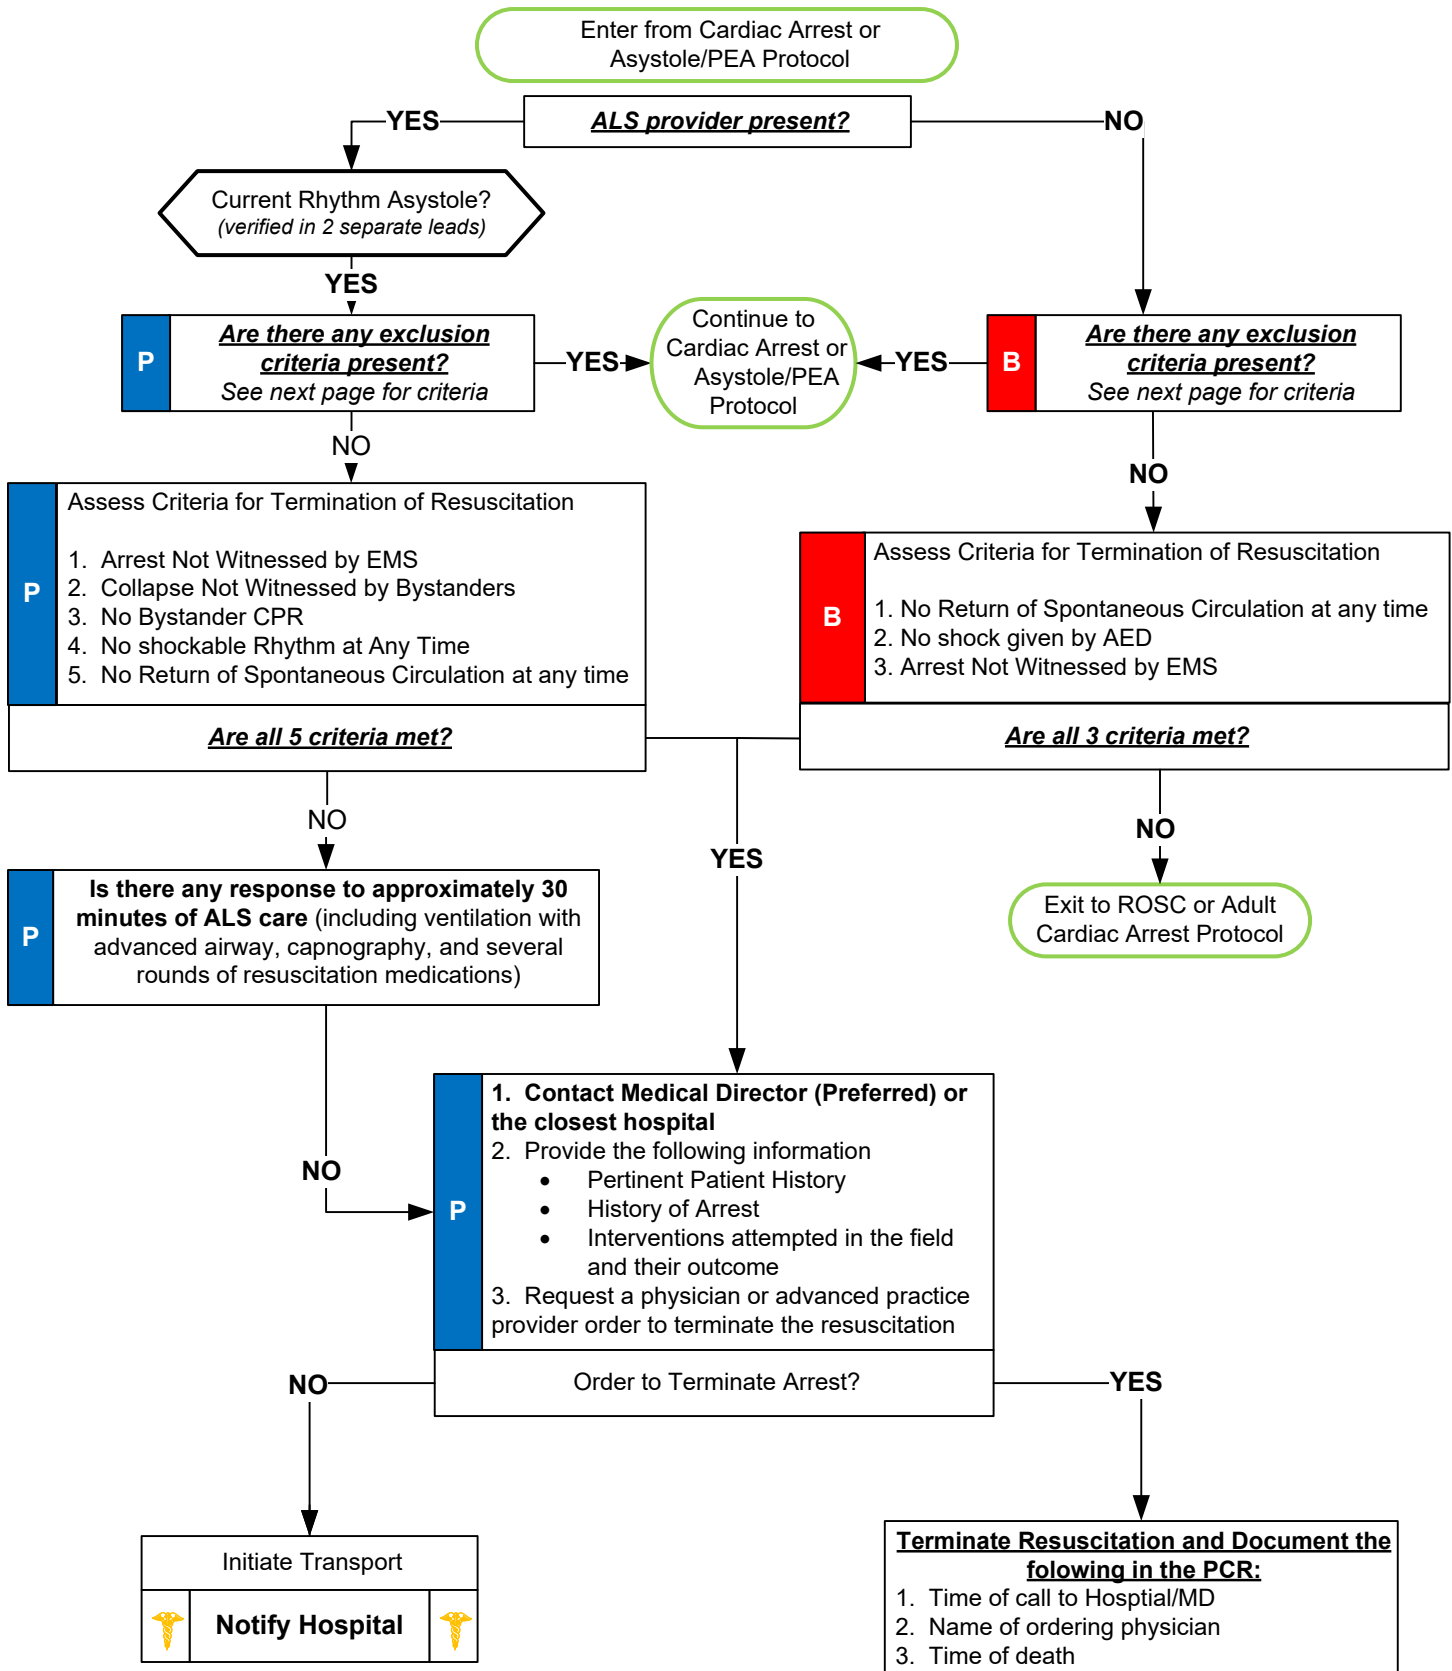 Enter from Cardiac Arrest or
Asystole/PEA Protocol
YES
ALS provider present?
NO
Current Rhythm Asystole?
(verified in 2 separate leads)
YES
P
Are there any exclusion
criteria present?
See next page for criteria
YES
Continue to
Cardiac Arrest or
Asystole/PEA
Protocol
YES
B
Are there any exclusion
criteria present?
See next page for criteria
NO
NO
P
Assess Criteria for Termination of Resuscitation
1. Arrest Not Witnessed by EMS
2. Collapse Not Witnessed by Bystanders
3. No Bystander CPR
4. No shockable Rhythm at Any Time
5. No Return of Spontaneous Circulation at any time
Are all 5 criteria met?
B
Assess Criteria for Termination of Resuscitation
1. No Return of Spontaneous Circulation at any time
2. No shock given by AED
3. Arrest Not Witnessed by EMS
Are all 3 criteria met?
NO
YES
NO
P
Is there any response to approximately 30
minutes of ALS care (including ventilation with
advanced airway, capnography, and several
rounds of resuscitation medications)
Exit to ROSC or Adult
Cardiac Arrest Protocol
NO
P
1. Contact Medical Director (Preferred) or
the closest hospital
2. Provide the following information
• Pertinent Patient History
• History of Arrest
• Interventions attempted in the field
and their outcome
3. Request a physician or advanced practice
provider order to terminate the resuscitation
Order to Terminate Arrest?
NO
YES
Initiate Transport
Notify Hospital
Terminate Resuscitation and Document the
folowing in the PCR:
1. Time of call to Hosptial/MD
2. Name of ordering physician
3. Time of death